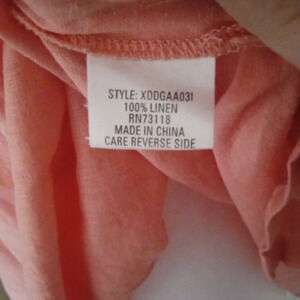 STYLE: XDDGAA03I
100% LINEN
RN73118
MADE IN CHINA
CARE REVERSE SIDE